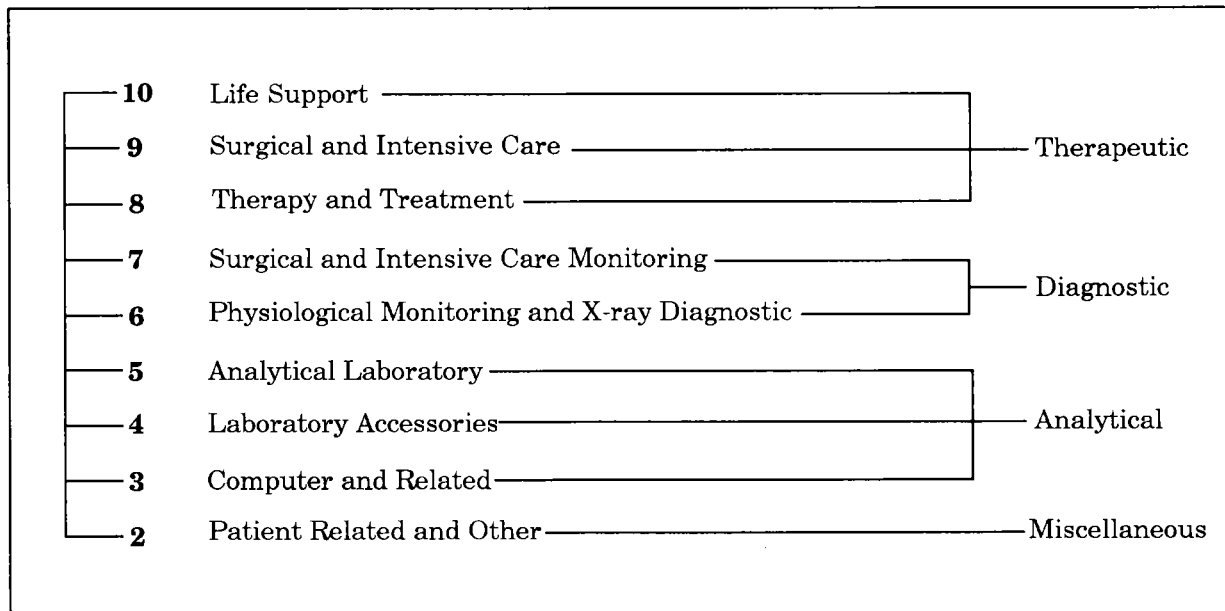 10 Life Support
9 Surgical and Intensive Care Therapeutic
8 Therapy and Treatment
7 Surgical and Intensive Care Monitoring
Diagnostic
6 Physiological Monitoring and X-ray Diagnostic
5 Analytical Laboratory
4 Laboratory Accessories Analytical
3 Computer and Related
2 Patient Related and Other Miscellaneous